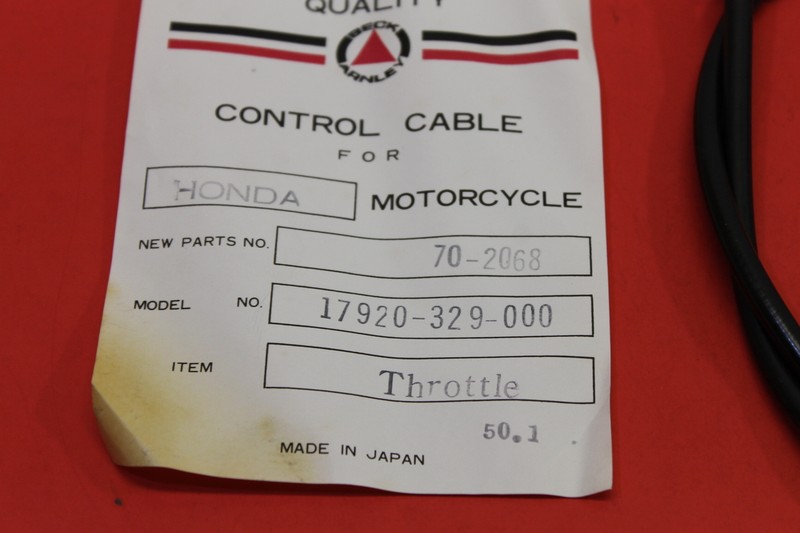 QUALITY
BECK
ARNLEY
CONTROL CABLE
FOR
HONDA MOTORCYCLE
NEW PARTS NO. 70-2068
MODEL NO. 17920-329-000
ITEM Throttle
50.1
MADE IN JAPAN